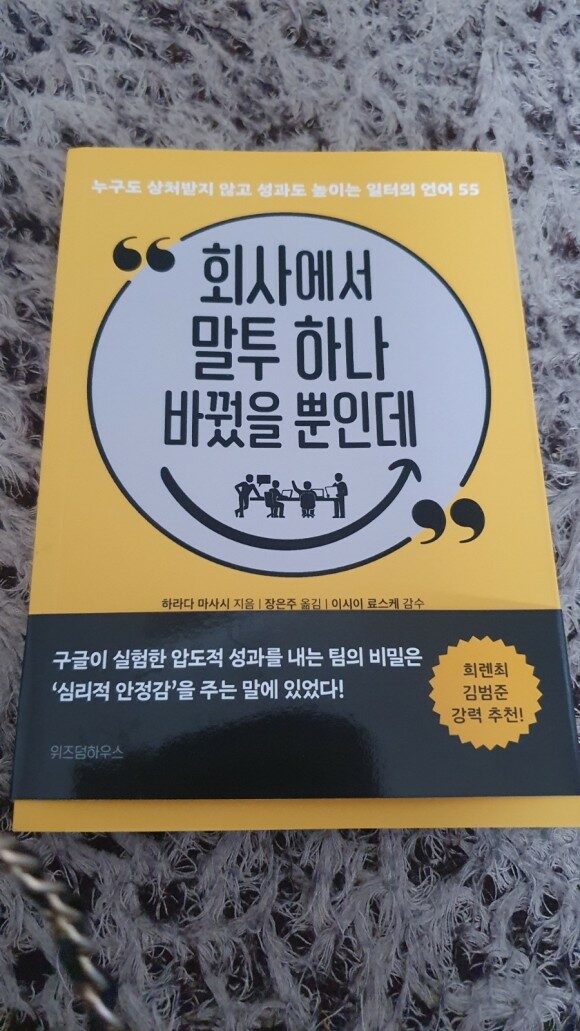 누구도 상처받지 않고 성과도 높이는 일터의 언어 55
“
회사에서
말투 하나
바꿨을 뿐인데
”
하라다 마사시 지음 | 장은주 옮김 | 이시이 료스케 감수
구글이 실험한 압도적 성과를 내는 팀의 비밀은
‘심리적 안정감’을 주는 말에 있었다!
희렌최
김범준
강력 추천!
위즈덤하우스